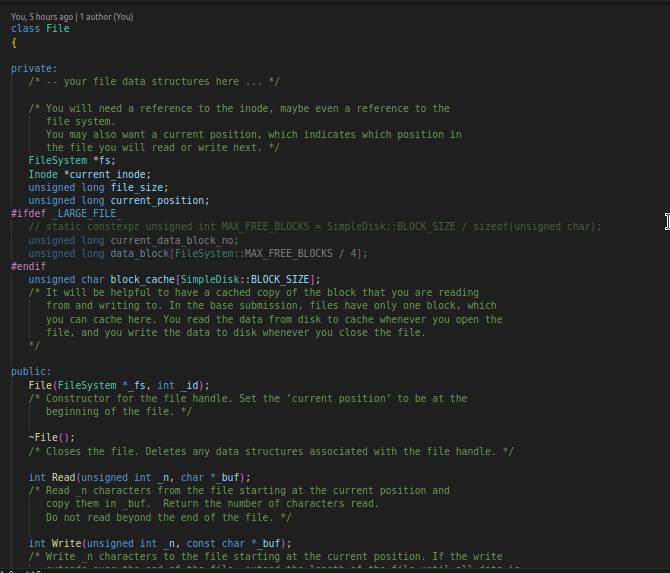 You, 5 hours ago | 1 author (You)
class File
{
private:
/* -- your file data structures here ... */
/* You will need a reference to the inode, maybe even a reference to the
file system.
You may also want a current position, which indicates which position in
the file you will read or write next. */
FileSystem *fs;
Inode *current_inode;
unsigned long file_size;
unsigned long current_position;
#ifdef _LARGE_FILE_
// static constexpr unsigned int MAX_FREE_BLOCKS = SimpleDisk::BLOCK_SIZE / sizeof(unsigned char);
unsigned long current_data_block_no;
unsigned long data_block[FileSystem::MAX_FREE_BLOCKS / 4];
#endif
unsigned char block_cache[SimpleDisk::BLOCK_SIZE];
/* It will be helpful to have a cached copy of the block that you are reading
from and writing to. In the base submission, files have only one block, which
you can cache here. You read the data from disk to cache whenever you open the
file, and you write the data to disk whenever you close the file.
*/
public:
File(FileSystem *_fs, int _id);
/* Constructor for the file handle. Set the ‘current position’ to be at the
beginning of the file. */
~File();
/* Closes the file. Deletes any data structures associated with the file handle. */
int Read(unsigned int _n, char *_buf);
/* Read _n characters from the file starting at the current position and
copy them in _buf.  Return the number of characters read.
Do not read beyond the end of the file. */
int Write(unsigned int _n, const char *_buf);
/* Write _n characters to the file starting at the current position. If the write